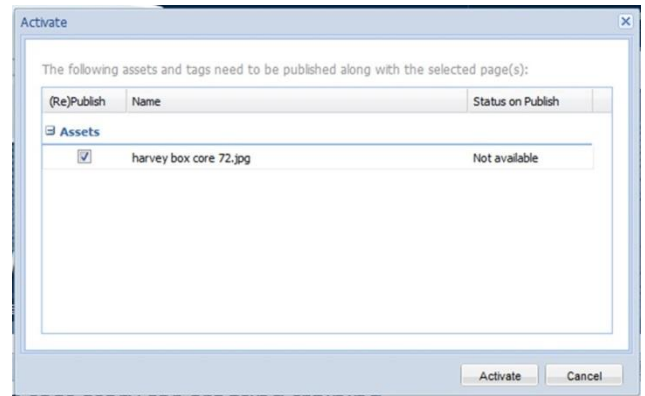 Activate
The following assets and tags need to be published along with the selected page(s):
(Re)Publish Name Status on Publish
Assets
harvey box core 72.jpg Not available
Activate Cancel